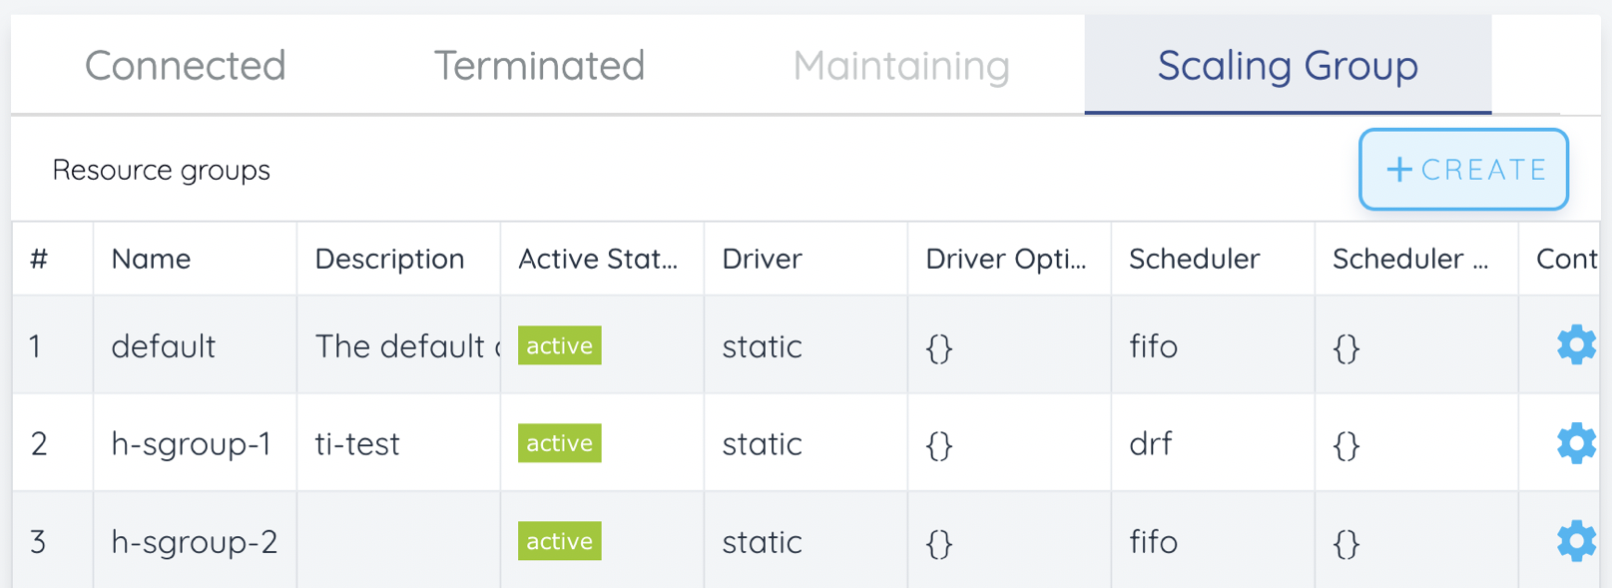 Connected Terminated Maintaining Scaling Group
Resource groups + CREATE
# Name Description Active Stat... Driver Driver Opti... Scheduler Scheduler ... Cont
1 default The default active static {} fifo {}
2 h-sgroup-1 ti-test active static {} drf {}
3 h-sgroup-2 active static {} fifo {}